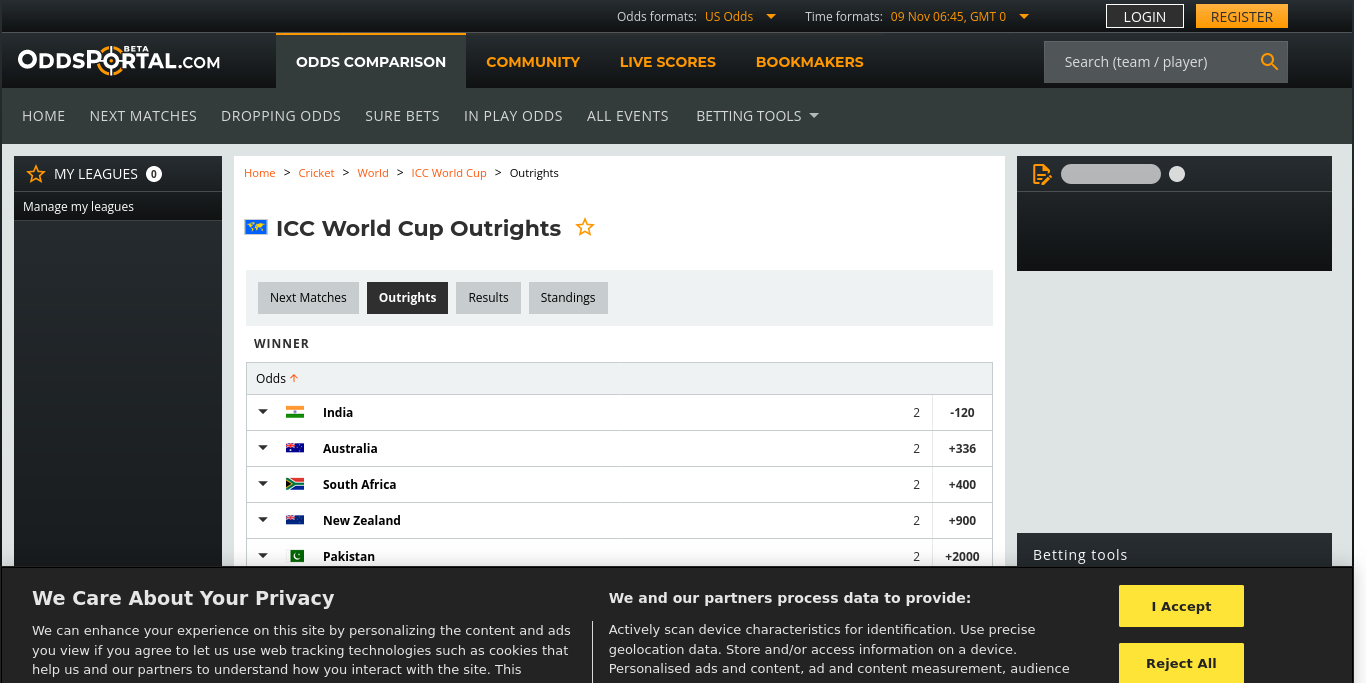 Odds formats: US Odds Time formats: 09 Nov 06:45, GMT 0 LOGIN REGISTER
ODDSPORTAL.COM BETA ODDS COMPARISON COMMUNITY LIVE SCORES BOOKMAKERS Search (team / player)
HOME NEXT MATCHES DROPPING ODDS SURE BETS IN PLAY ODDS ALL EVENTS BETTING TOOLS
MY LEAGUES 0
Manage my leagues
Home > Cricket > World > ICC World Cup > Outrights
ICC World Cup Outrights
Next Matches Outrights Results Standings
WINNER
Odds
India 2 -120
Australia 2 +336
South Africa 2 +400
New Zealand 2 +900
Pakistan 2 +2000
Betting tools
We Care About Your Privacy
We can enhance your experience on this site by personalizing the content and ads
you view if you agree to let us use web tracking technologies such as cookies that
help us and our partners to understand how you interact with the site. This
We and our partners process data to provide:
Actively scan device characteristics for identification. Use precise
geolocation data. Store and/or access information on a device.
Personalised ads and content, ad and content measurement, audience
I Accept
Reject All